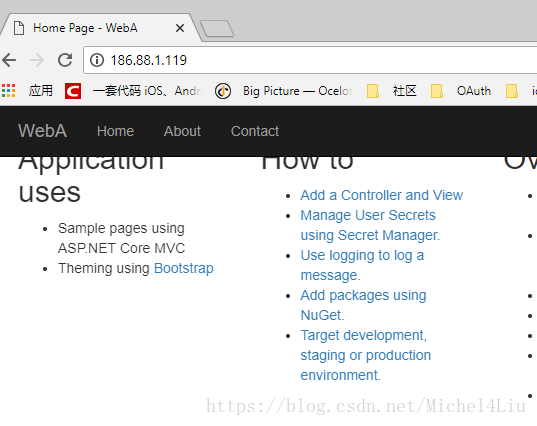 Home Page - WebA
186.88.1.119
应用 一套代码 iOS、Andr Big Picture — Ocelot 社区 OAuth
WebA Home About Contact
Application uses
Sample pages using
ASP.NET Core MVC
Theming using Bootstrap
How to
Add a Controller and View
Manage User Secrets
using Secret Manager.
Use logging to log a
message.
Add packages using
NuGet.
Target development,
staging or production
environment.
Ov
https://blog.csdn.net/Michel4Liu